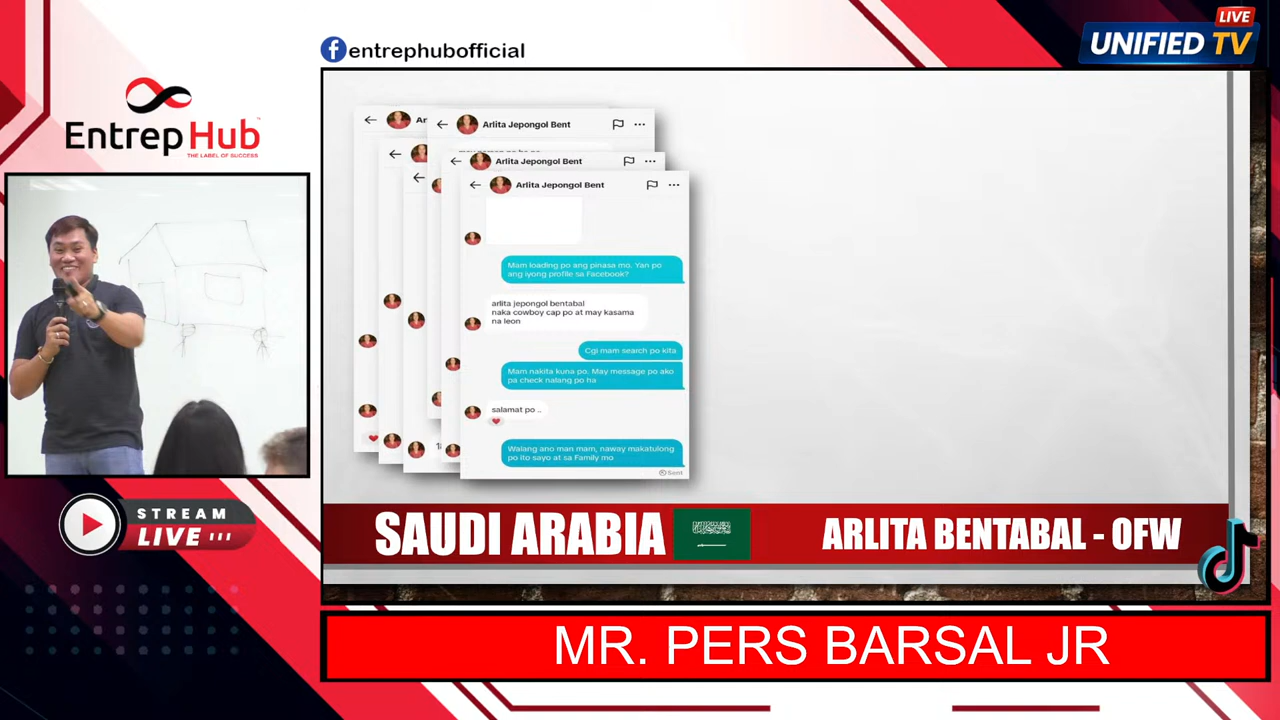 entrephubofficial
LIVE
UNIFIED TV
EntrepHub
THE LABEL OF SUCCESS
STREAM
LIVE
Ar
Arlita Jepongol Bent
Arlita Jepongol Bent
Arlita Jepongol Bent
Mam loading po ang pinasa mo. Yan po
ang iyong profile sa Facebook?
arlita jepongol bentabal
naka cowboy cap po at may kasama
na leon
Cgi mam search po kita
Mam nakita kuna po. May message po ako
pa check nalang po ha
salamat po ..
Walang ano man mam, naway makatulong
po ito sayo at sa Family mo
Sent
SAUDI ARABIA
ARLITA BENTABAL - OFW
MR. PERS BARSAL JR